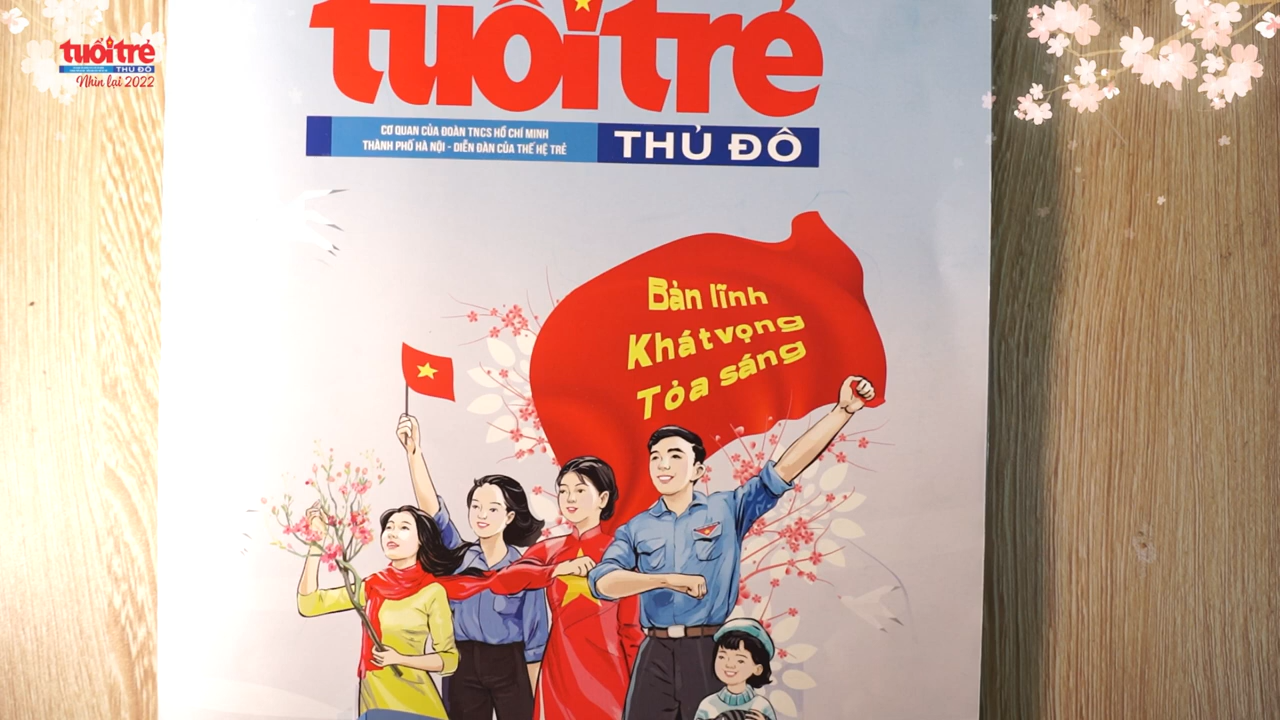 tuổi trẻ
THỦ ĐÔ
Nhìn lại 2022
tuổi trẻ
CƠ QUAN CỦA ĐOÀN TNCS HỒ CHÍ MINH
THÀNH PHỐ HÀ NỘI - DIỄN ĐÀN CỦA THẾ HỆ TRẺ
THỦ ĐÔ
Bản lĩnh
Khát vọng
Tỏa sáng